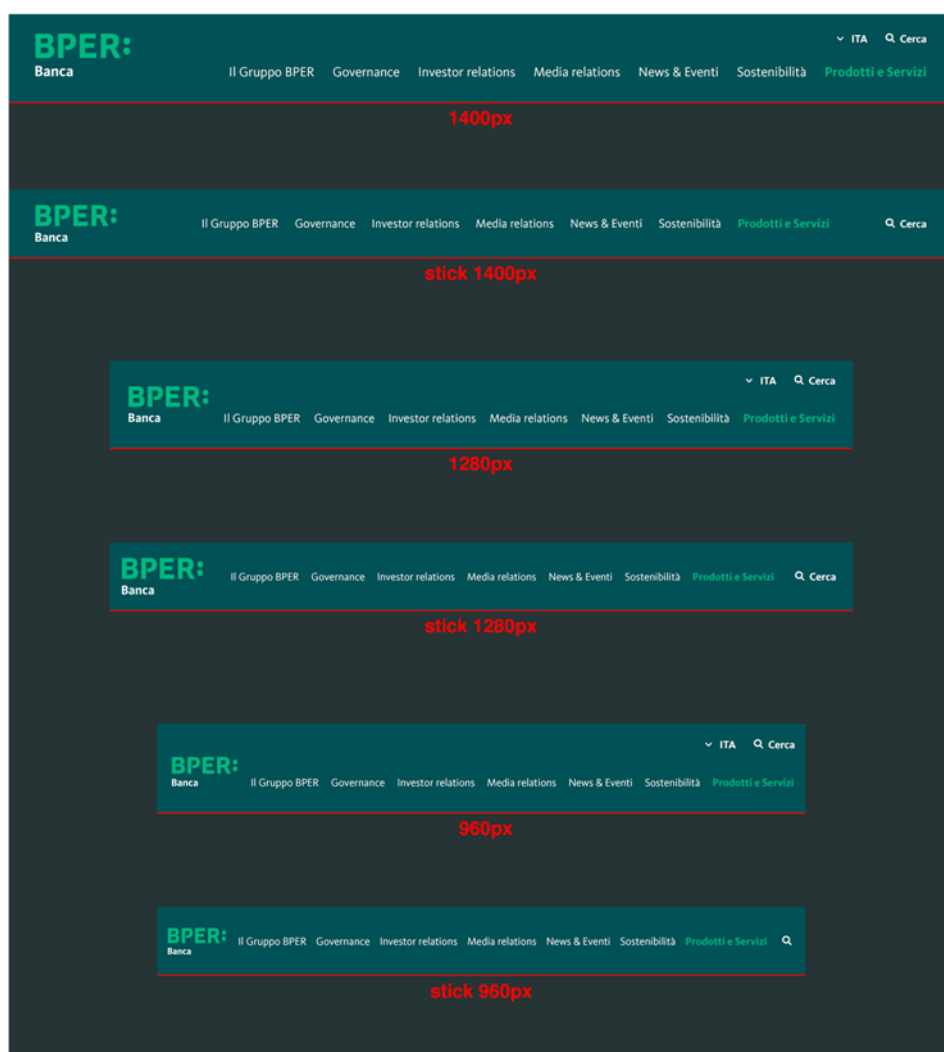 BPER:
Banca
ITA Cerca
Il Gruppo BPER Governance Investor relations Media relations News & Eventi Sostenibilità Prodotti e Servizi
1400px
BPER:
Banca
Il Gruppo BPER Governance Investor relations Media relations News & Eventi Sostenibilità Prodotti e Servizi Cerca
stick 1400px
BPER:
Banca
ITA Cerca
Il Gruppo BPER Governance Investor relations Media relations News & Eventi Sostenibilità Prodotti e Servizi
1280px
BPER:
Banca
Il Gruppo BPER Governance Investor relations Media relations News & Eventi Sostenibilità Prodotti e Servizi Cerca
stick 1280px
BPER:
Banca
ITA Cerca
Il Gruppo BPER Governance Investor relations Media relations News & Eventi Sostenibilità Prodotti e Servizi
960px
BPER:
Banca
Il Gruppo BPER Governance Investor relations Media relations News & Eventi Sostenibilità Prodotti e Servizi
stick 960px